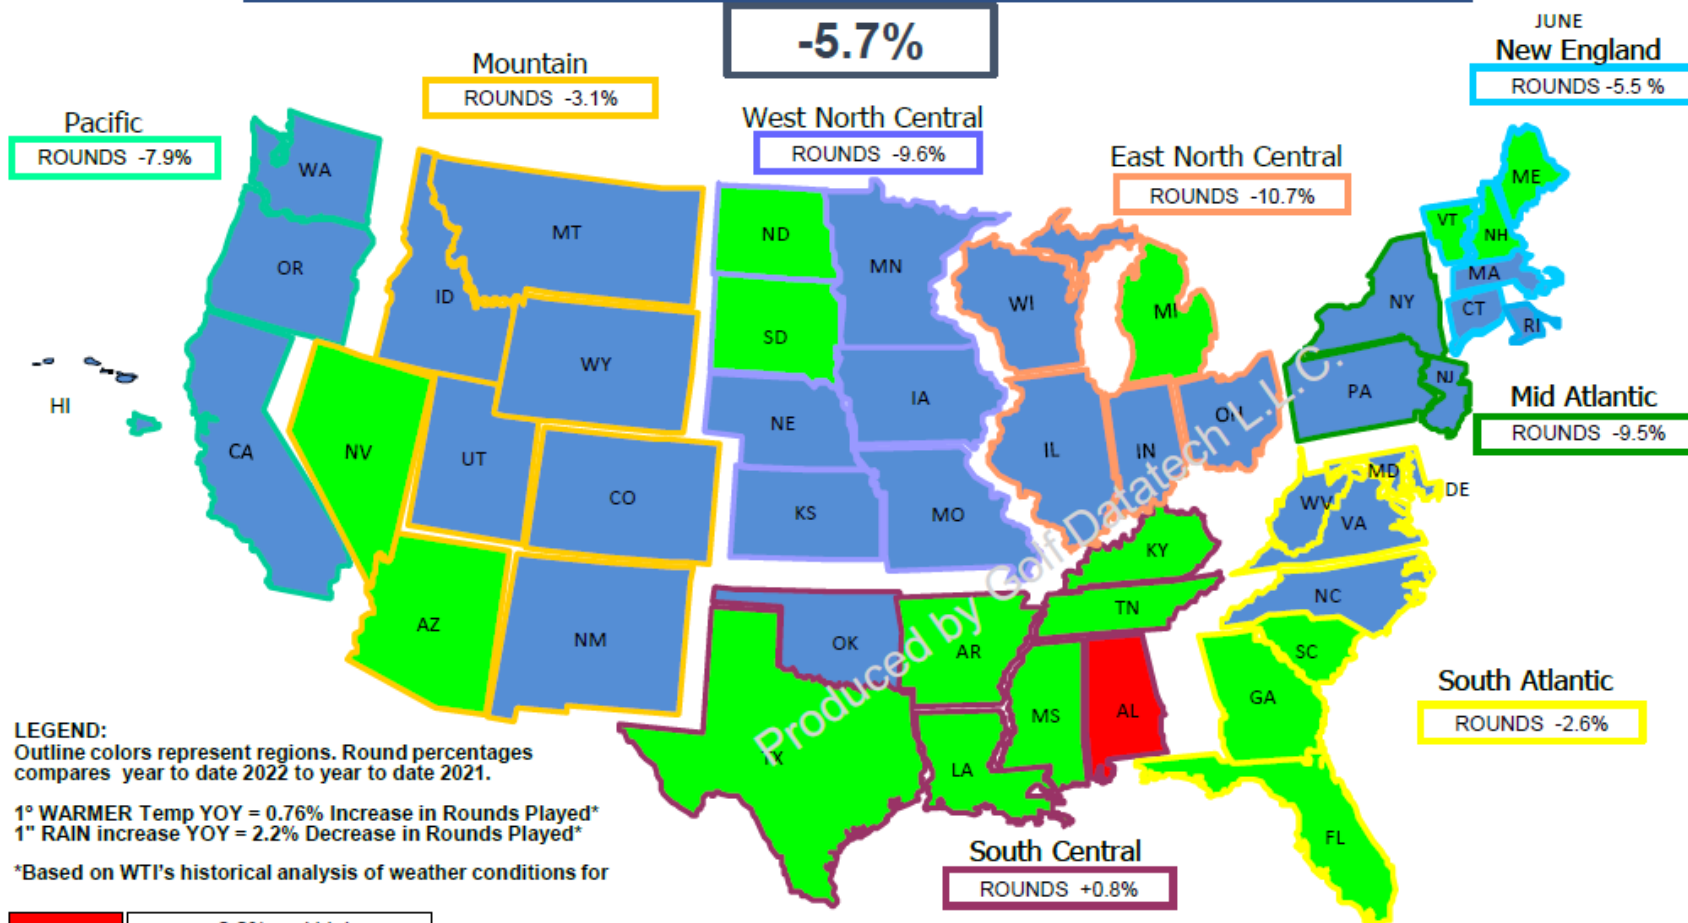 -5.7%
JUNE
New England
ROUNDS -5.5 %
Mountain
ROUNDS -3.1%
Pacific
ROUNDS -7.9%
West North Central
ROUNDS -9.6%
East North Central
ROUNDS -10.7%
WA
OR
CA
HI
MT
ID
WY
NV
UT
CO
AZ
NM
ND
SD
MN
NE
IA
KS
MO
WI
MI
IL
IN
OH
ME
VT
NH
MA
CT
RI
NY
PA
NJ
Mid Atlantic
ROUNDS -9.5%
MD
DE
WV
VA
NC
SC
GA
FL
South Atlantic
ROUNDS -2.6%
OK
AR
TX
LA
MS
AL
TN
KY
South Central
ROUNDS +0.8%
Produced by Golf Datatech L.L.C.
LEGEND:
Outline colors represent regions. Round percentages
compares year to date 2022 to year to date 2021.
1° WARMER Temp YOY = 0.76% Increase in Rounds Played*
1" RAIN increase YOY = 2.2% Decrease in Rounds Played*
*Based on WTI's historical analysis of weather conditions for